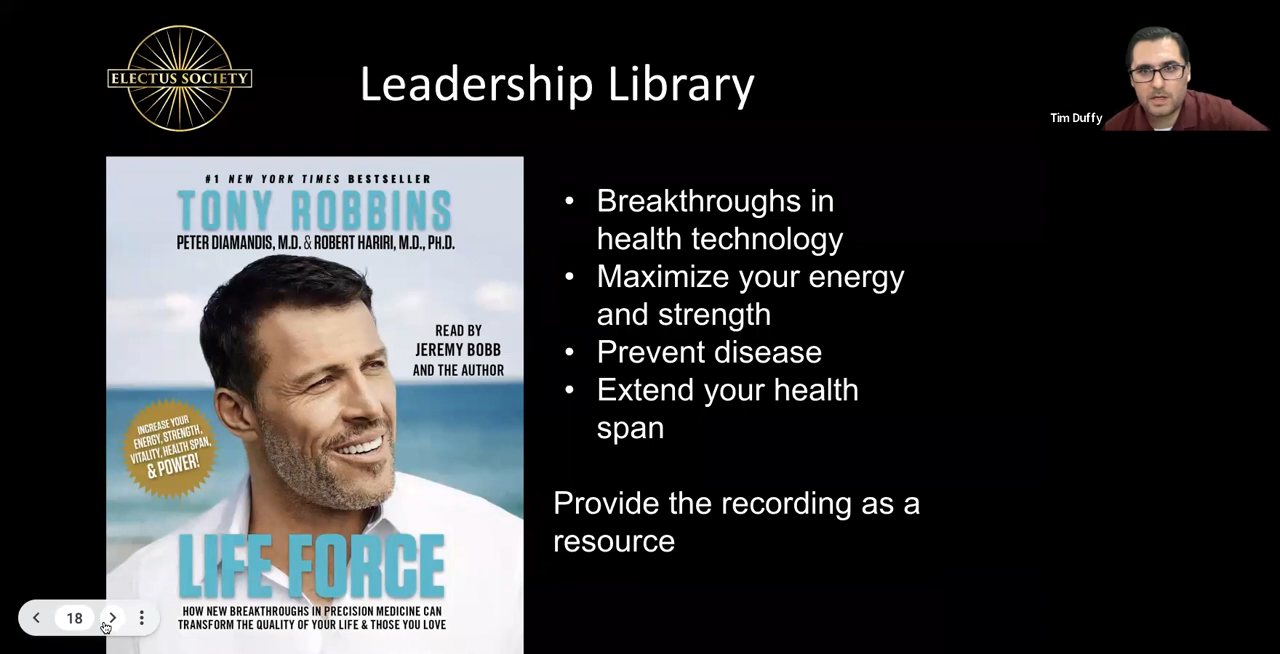 ELECTUS SOCIETY
Leadership Library
Tim Duffy
#1 NEW YORK TIMES BESTSELLER
TONY ROBBINS
PETER DIAMANDIS, M.D. & ROBERT HARIRI, M.D., PH.D.
READ BY
JEREMY BOBB
AND THE AUTHOR
INCREASE YOUR
ENERGY, STRENGTH,
VITALITY, HEALTH SPAN,
& POWER!
LIFE FORCE
HOW NEW BREAKTHROUGHS IN PRECISION MEDICINE CAN
TRANSFORM THE QUALITY OF YOUR LIFE & THOSE YOU LOVE
• Breakthroughs in
health technology
• Maximize your energy
and strength
• Prevent disease
• Extend your health
span
Provide the recording as a
resource
18